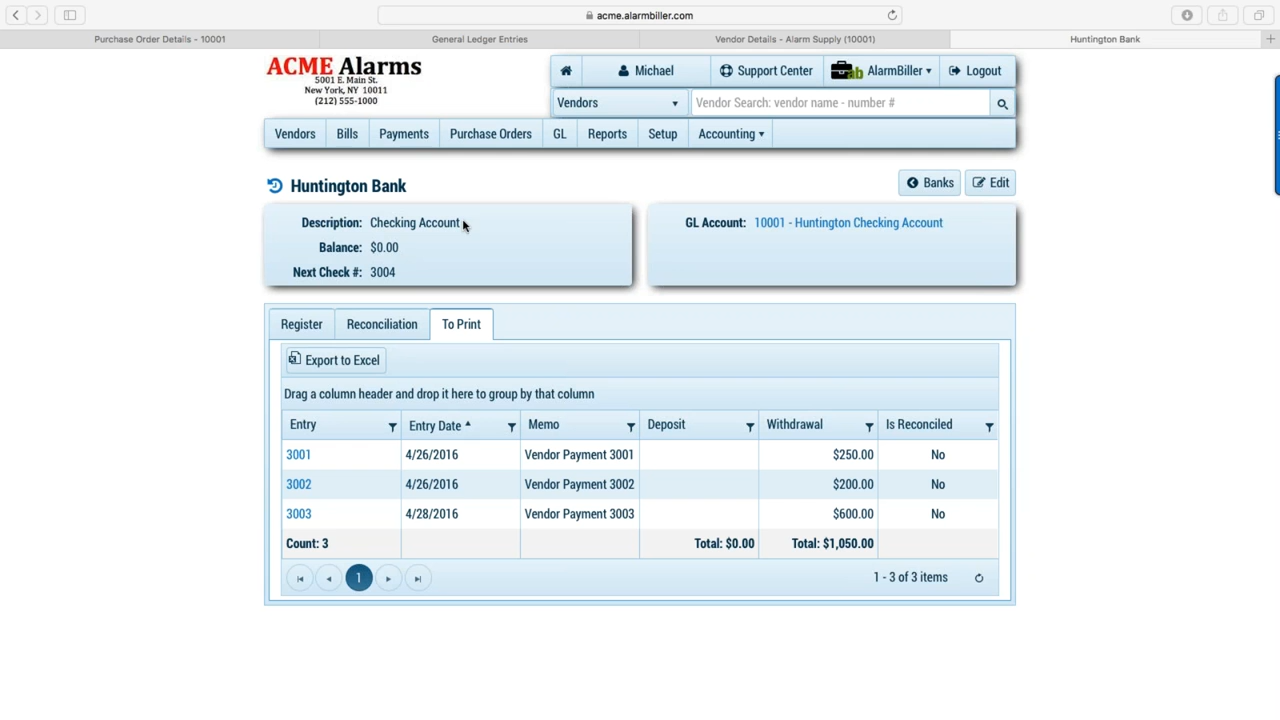 acme.alarmbiller.com
Purchase Order Details - 10001
General Ledger Entries
Vendor Details - Alarm Supply (10001)
Huntington Bank
ACME Alarms
5001 E. Main St.
New York, NY 10011
(212) 555-1000
Michael
Support Center
ab AlarmBiller
Logout
Vendors
Vendor Search: vendor name - number #
Vendors Bills Payments Purchase Orders GL Reports Setup Accounting
Huntington Bank
Banks
Edit
Description: Checking Account
Balance: $0.00
Next Check #: 3004
GL Account: 10001 - Huntington Checking Account
Register Reconciliation To Print
Export to Excel
Drag a column header and drop it here to group by that column
Entry Entry Date Memo Deposit Withdrawal Is Reconciled
3001 4/26/2016 Vendor Payment 3001 $250.00 No
3002 4/26/2016 Vendor Payment 3002 $200.00 No
3003 4/28/2016 Vendor Payment 3003 $600.00 No
Count: 3 Total: $0.00 Total: $1,050.00
1
1 - 3 of 3 items